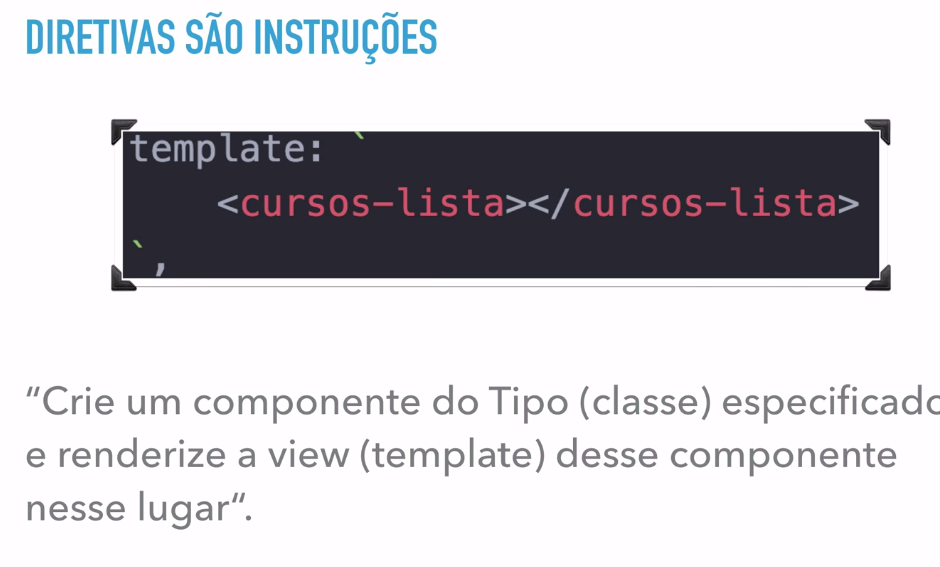 DIRETIVAS SÃO INSTRUÇÕES
template: `
<cursos-lista></cursos-lista>
`,
“Crie um componente do Tipo (classe) especificado
e renderize a view (template) desse componente
nesse lugar“.